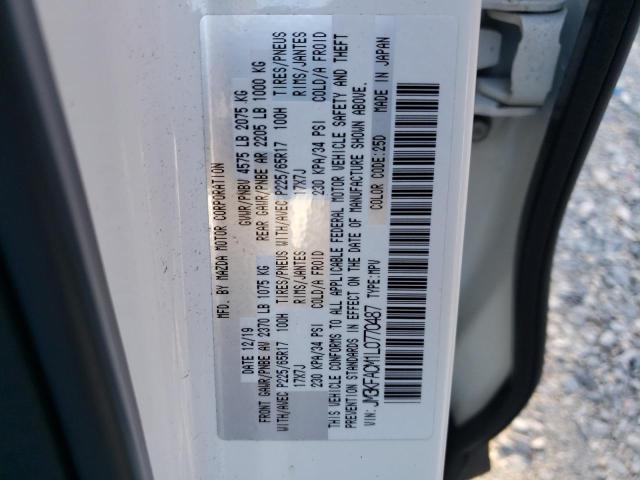 MFD. BY MAZDA MOTOR CORPORATION
DATE 12/19 GVWR/PNBV 4575 LB 2075 KG
FRONT GAWR/PNBE AV 2370 LB 1075 KG REAR GAWR/PNBE AR 2205 LB 1000 KG
WITH/AVEC P225/65R17 100H TIRES/PNEUS WITH/AVEC P225/65R17 100H TIRES/PNEUS
17X7J RIMS/JANTES 17X7J RIMS/JANTES
230 KPA/34 PSI COLD/A FROID 230 KPA/34 PSI COLD/A FROID
THIS VEHICLE CONFORMS TO ALL APPLICABLE FEDERAL MOTOR VEHICLE SAFETY AND THEFT
PREVENTION STANDARDS IN EFFECT ON THE DATE OF MANUFACTURE SHOWN ABOVE.
VIN: JM3KFACM1L0770487 TYPE:MPV COLOR CODE:25D MADE IN JAPAN